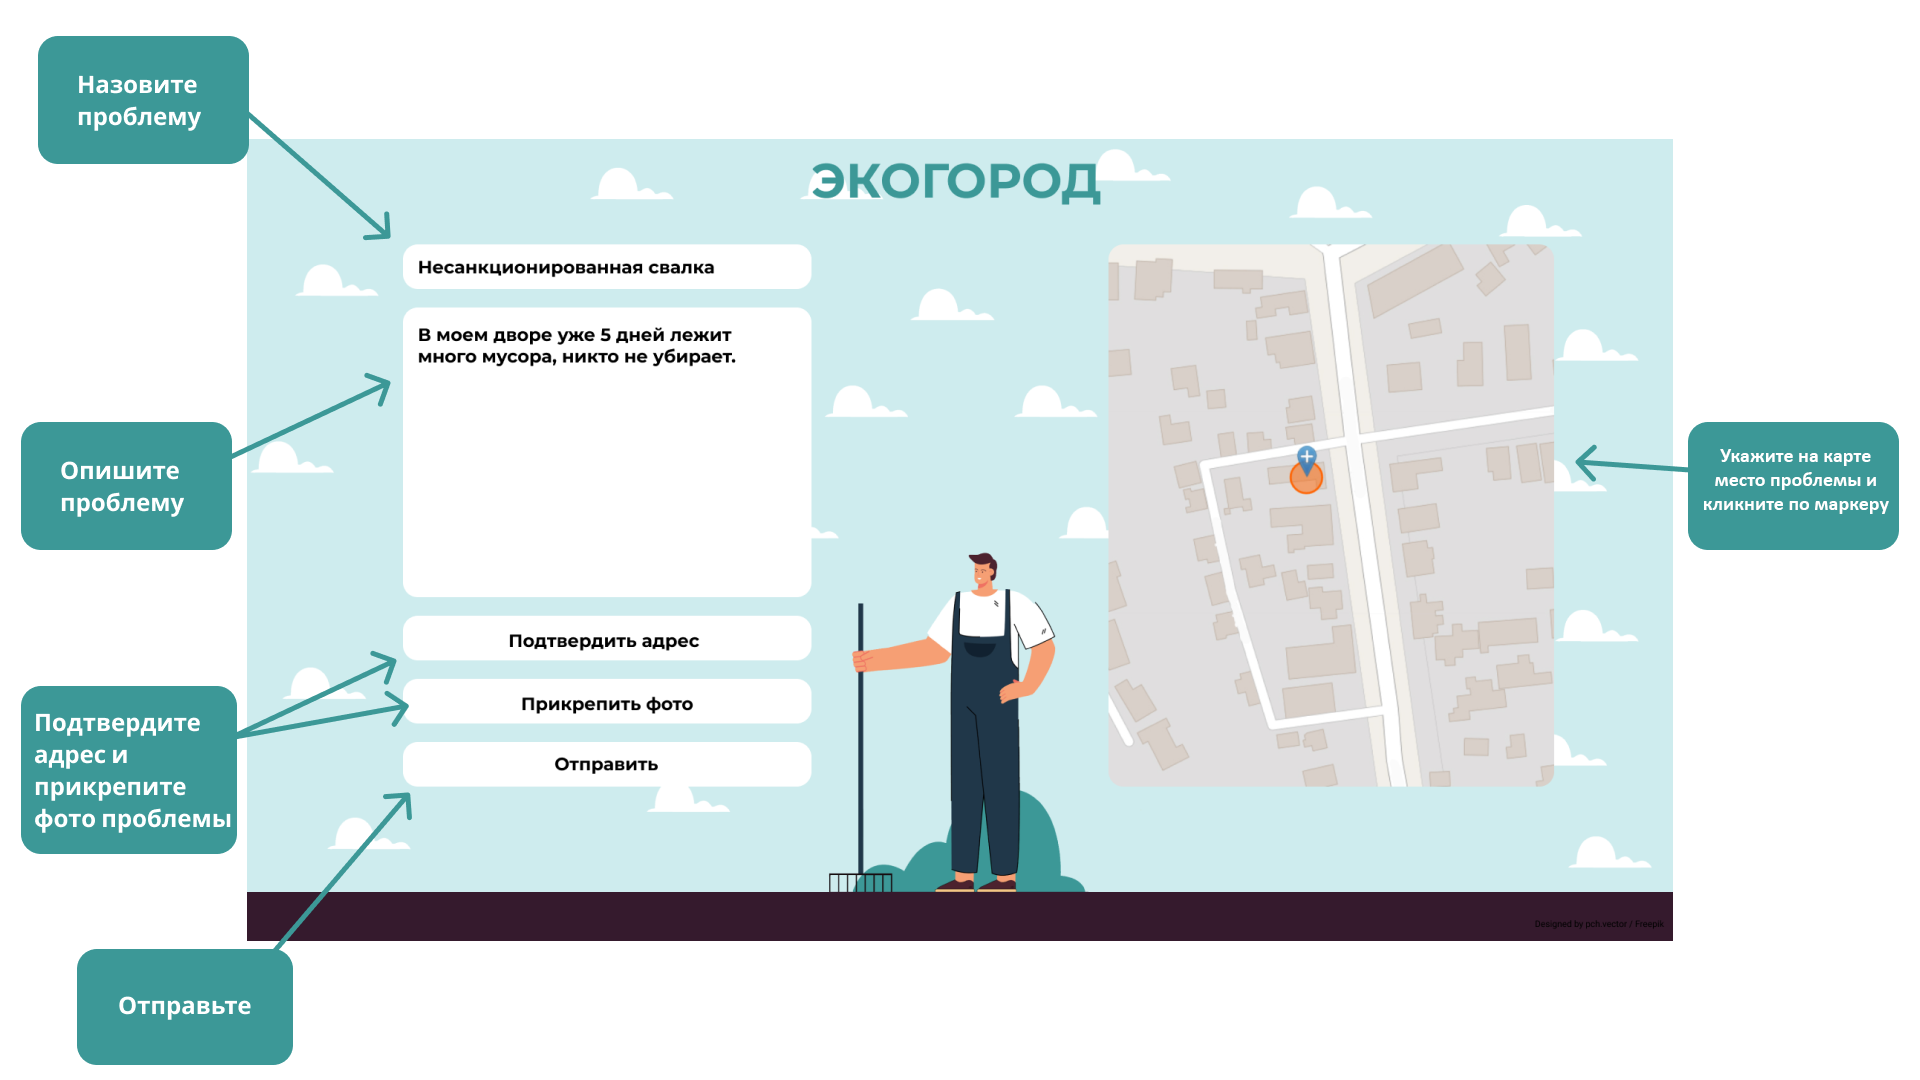 Назовите
проблему
ЭКОГОРОД
Несанкционированная свалка
В моем дворе уже 5 дней лежит
много мусора, никто не убирает.
Опишите
проблему
Укажите на карте
место проблемы и
кликните по маркеру
Подтвердить адрес
Прикрепить фото
Отправить
Подтвердите
адрес и
прикрепите
фото проблемы
Designed by pch.vector / Freepik
Отправьте